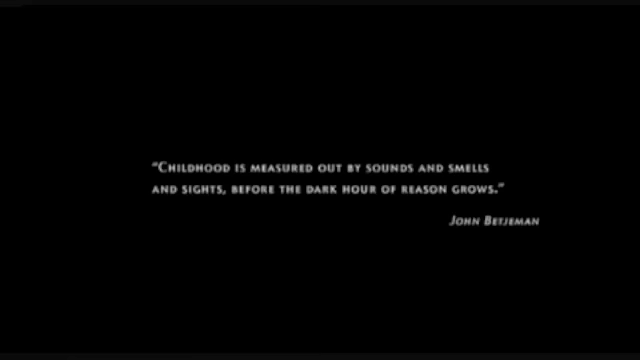 "Childhood is measured out by sounds and smells
and sights, before the dark hour of reason grows."
John Betjeman